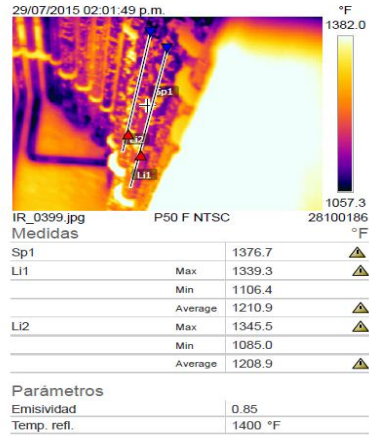 29/07/2015 02:01:49 p.m.
°F
1382.0
Sp1
Li2
Li1
1057.3
IR_0399.jpg P50 F NTSC 28100186
Medidas °F
Sp1 1376.7
Li1 Max 1339.3
Min 1106.4
Average 1210.9
Li2 Max 1345.5
Min 1085.0
Average 1208.9
Parámetros
Emisividad 0.85
Temp. refl. 1400 °F